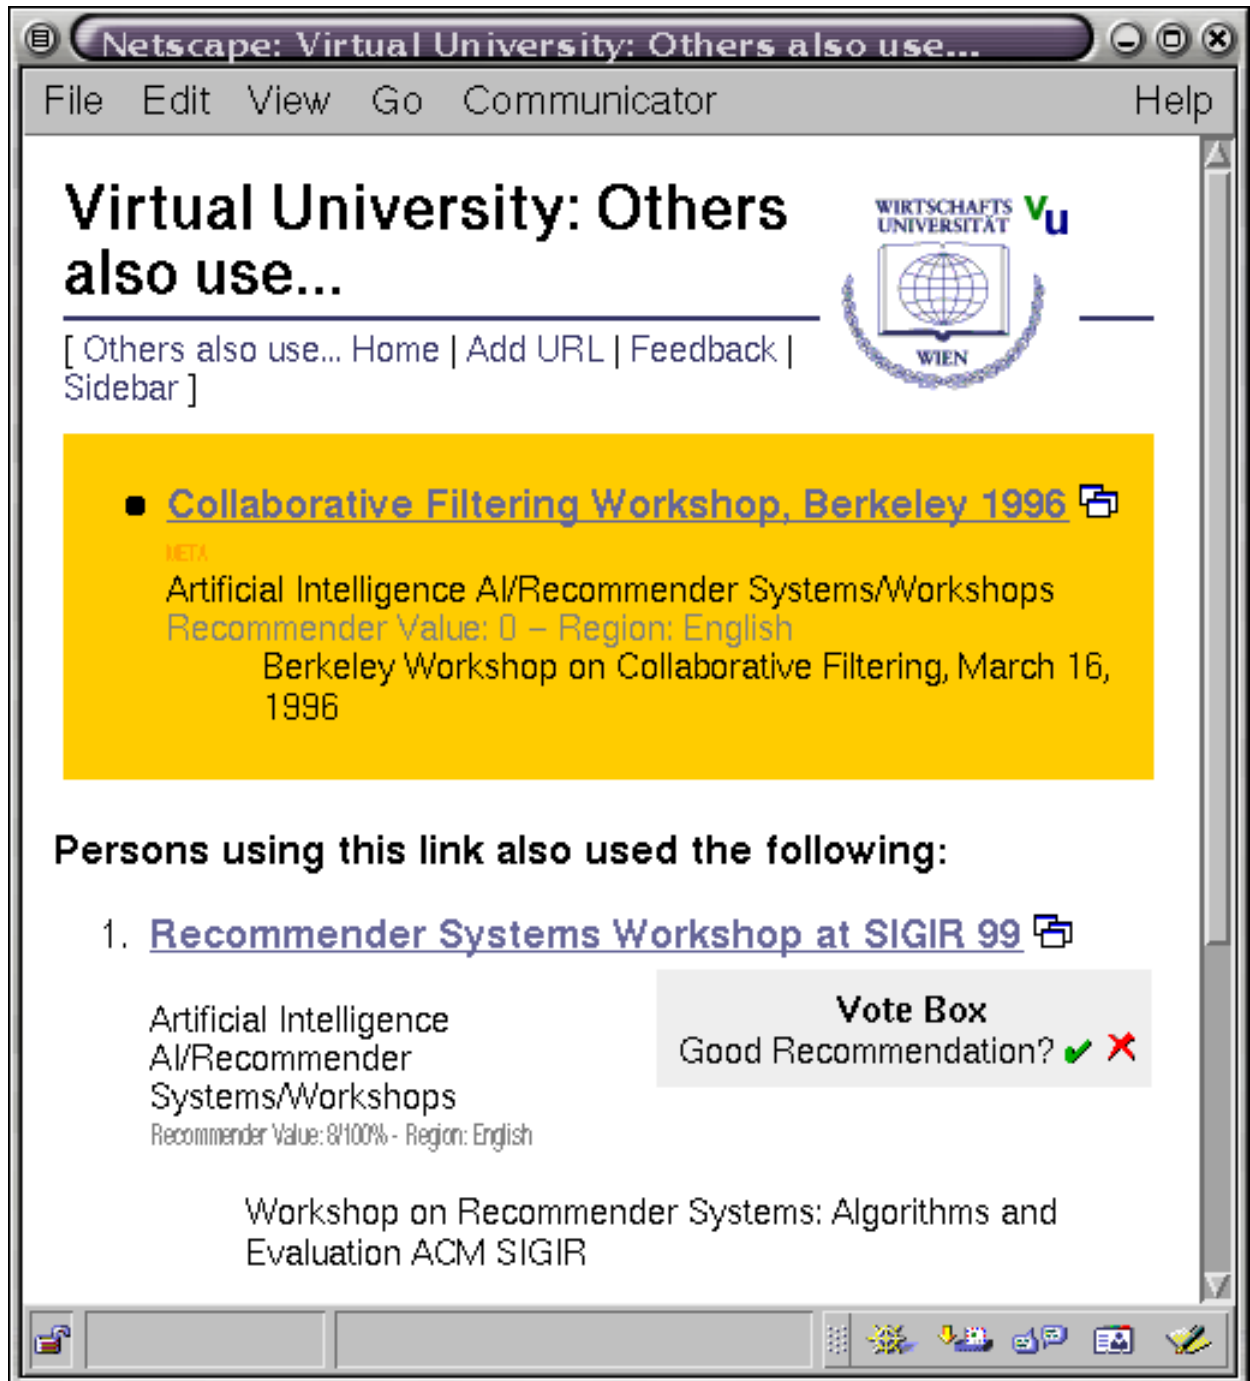 Netscape: Virtual University: Others also use...
File Edit View Go Communicator Help
Virtual University: Others
also use...
WIRTSCHAFTS
UNIVERSITÄT
VU
WIEN
[ Others also use... Home | Add URL | Feedback |
Sidebar ]
Collaborative Filtering Workshop, Berkeley 1996
META
Artificial Intelligence AI/Recommender Systems/Workshops
Recommender Value: 0 – Region: English
Berkeley Workshop on Collaborative Filtering, March 16,
1996
Persons using this link also used the following:
1. Recommender Systems Workshop at SIGIR 99
Vote Box
Good Recommendation?
Artificial Intelligence
AI/Recommender
Systems/Workshops
Recommender Value: 8/100% - Region: English
Workshop on Recommender Systems: Algorithms and
Evaluation ACM SIGIR